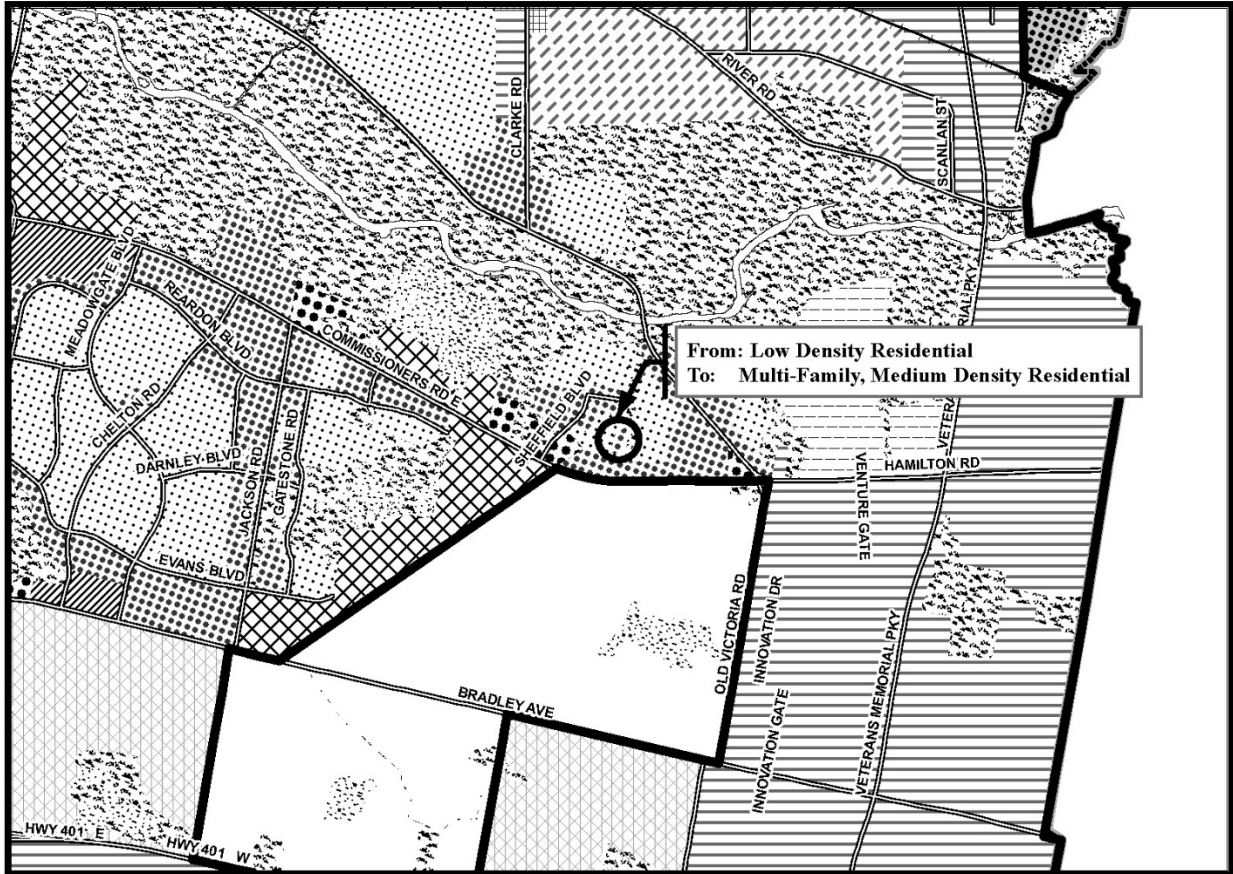 CLARKE RD
RIVER RD
SCANLAN ST
MEADOWGATE BLVD
REARDON BLVD
COMMISSIONERS RD E
CHELTON RD
DARNLEY BLVD
JACKSON RD
GATESTONE RD
EVANS BLVD
SHEFFIELD BLVD
From: Low Density Residential
To: Multi-Family, Medium Density Residential
HAMILTON RD
VENTURE GATE
OLD VICTORIA RD
INNOVATION DR
INNOVATION GATE
VETERANS MEMORIAL PKY
BRADLEY AVE
HWY 401 E
HWY 401 W